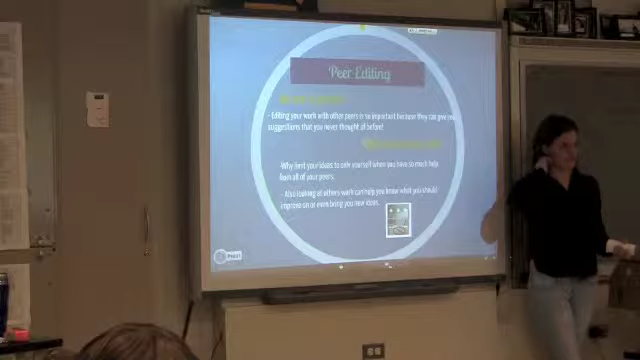 Peer Editing
- Editing your work with other peers is so important because they can give you
suggestions that you never thought of before!
-Why limit your ideas to only yourself when you have so much help
from all of your peers.
- Also looking at others work can help you know what you should
improve on or even bring you new ideas.
Prezi